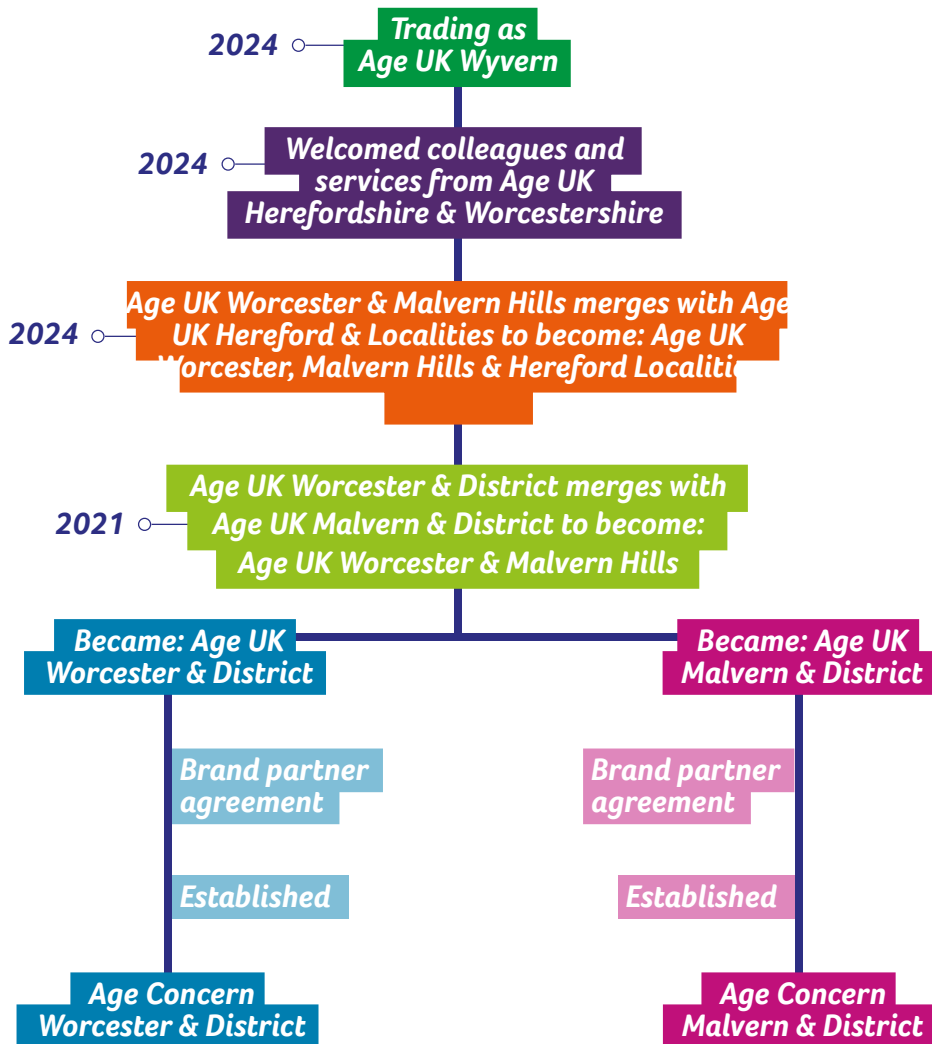 2024
Trading as
Age UK Wyvern
2024
Welcomed colleagues and
services from Age UK
Herefordshire & Worcestershire
2024
Age UK Worcester & Malvern Hills merges with Age
UK Hereford & Localities to become: Age UK
Worcester, Malvern Hills & Hereford Localitie
2021
Age UK Worcester & District merges with
Age UK Malvern & District to become:
Age UK Worcester & Malvern Hills
Became: Age UK
Worcester & District
Became: Age UK
Malvern & District
Brand partner
agreement
Brand partner
agreement
Established
Established
Age Concern
Worcester & District
Age Concern
Malvern & District